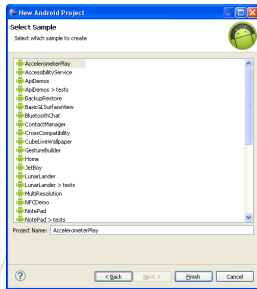 New Android Project
Select Sample
Select which sample to create
AccelerometerPlay
AccessibilityService
ApiDemos
ApiDemos > tests
BackupRestore
BasicGLSurfaceView
BluetoothChat
ContactManager
CrossCompatibility
CubeLiveWallpaper
GestureBuilder
Home
JetBoy
LunarLander
LunarLander > tests
MultiResolution
NFCDemo
NotePad
NotePad > tests
Project Name: AccelerometerPlay
?
< Back
Next >
Finish
Cancel